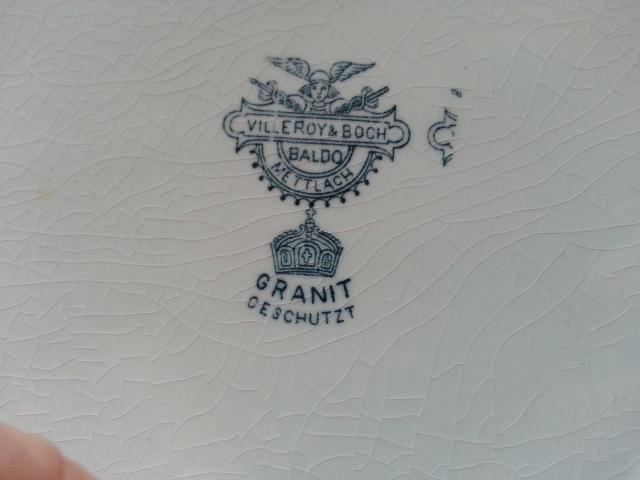 VILLEROY & BOCH
BALDO
METTLACH
GRANIT
GESCHUTZT